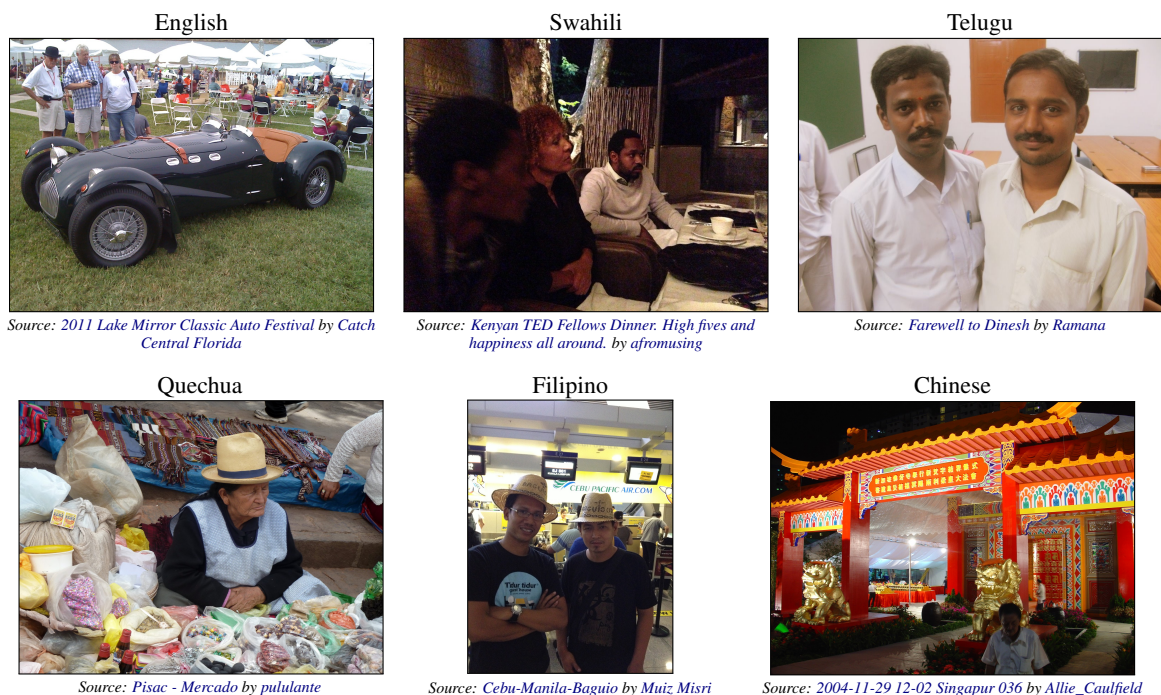 English
Swahili
Telugu
Source: 2011 Lake Mirror Classic Auto Festival by Catch
Central Florida
Source: Kenyan TED Fellows Dinner. High fives and
happiness all around. by afromusing
Source: Farewell to Dinesh by Ramana
Quechua
Filipino
Chinese
CEBU PACIFIC AIR.COM
Tidur tidur
Source: Pisac - Mercado by pululante
Source: Cebu-Manila-Baguio by Muiz Misri
Source: 2004-11-29 12-02 Singapur 036 by Allie_Caulfield